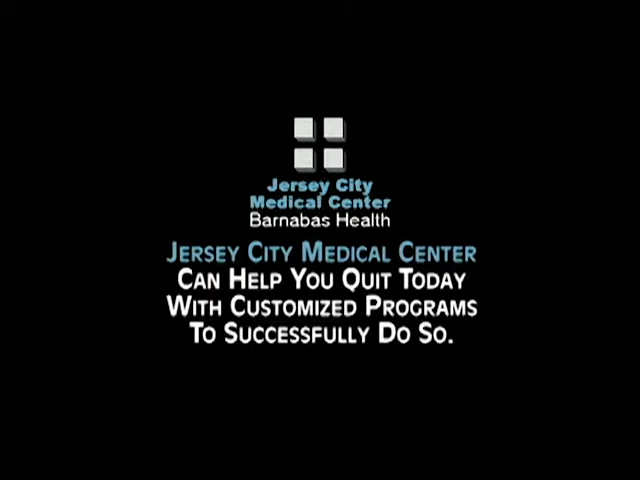 Jersey City
Medical Center
Barnabas Health
JERSEY CITY MEDICAL CENTER
CAN HELP YOU QUIT TODAY
WITH CUSTOMIZED PROGRAMS
TO SUCCESSFULLY DO SO.